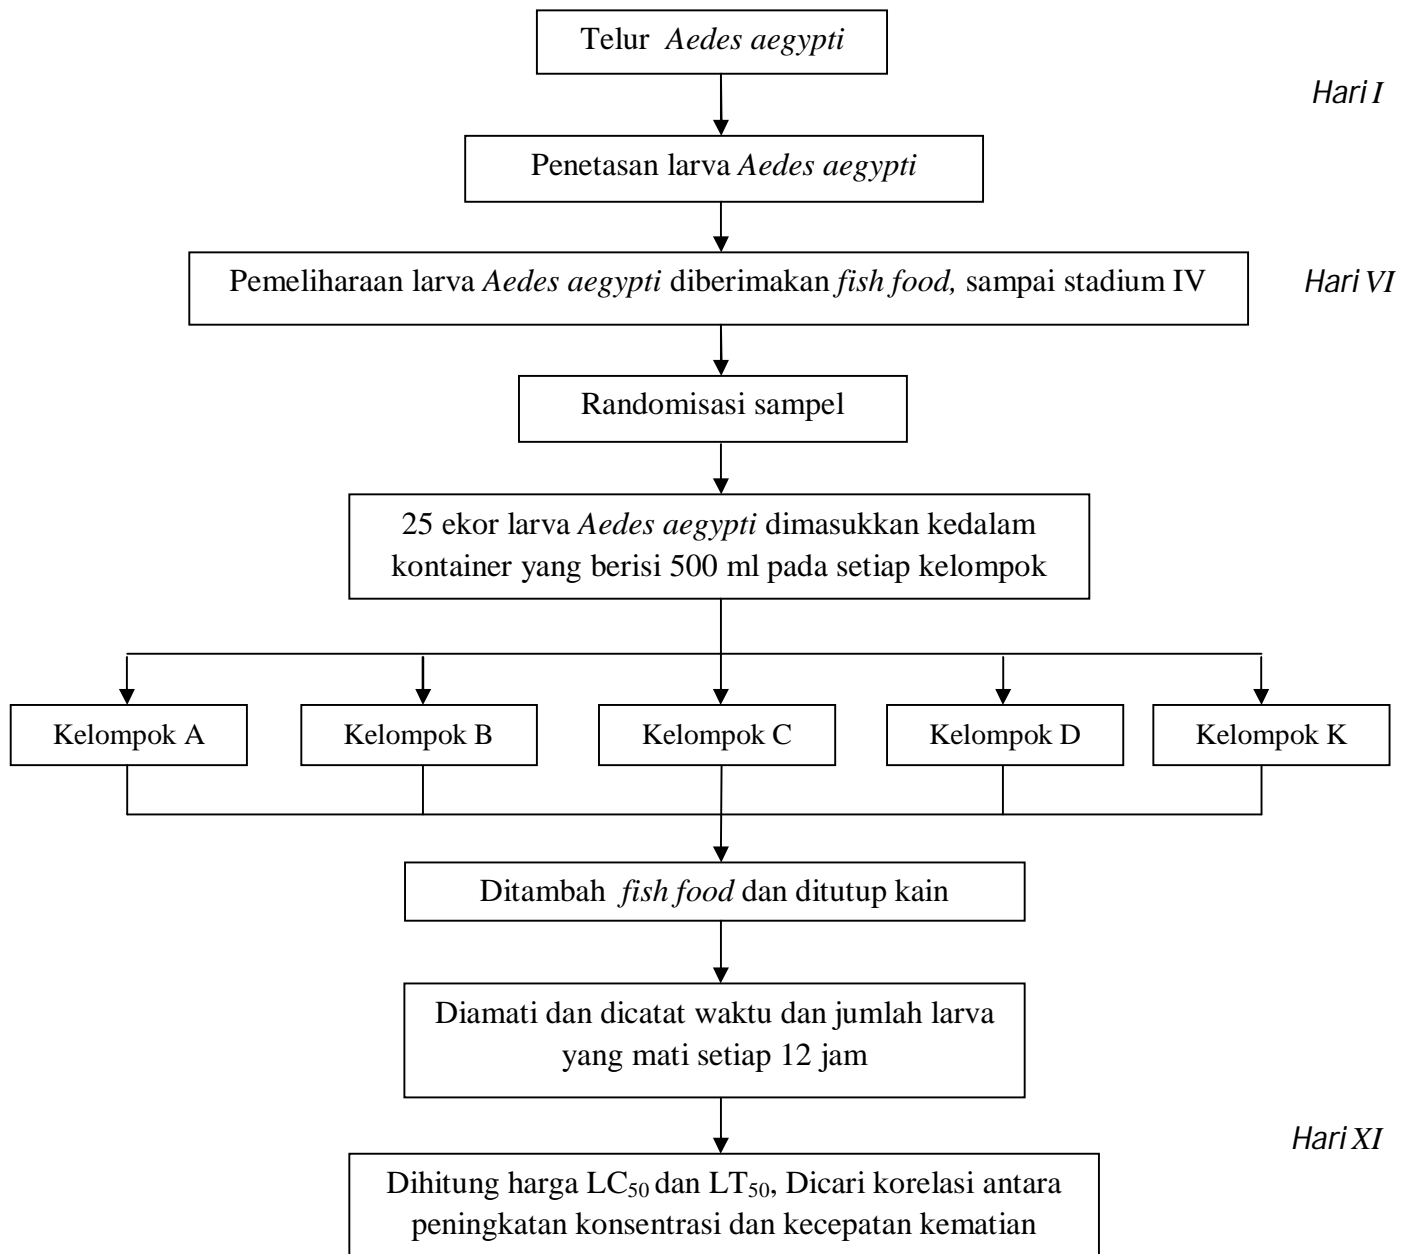 Telur Aedes aegypti
Hari I
Penetasan larva Aedes aegypti
Pemeliharaan larva Aedes aegypti diberimakan fish food, sampai stadium IV
Hari VI
Randomisasi sampel
25 ekor larva Aedes aegypti dimasukkan kedalam
kontainer yang berisi 500 ml pada setiap kelompok
Kelompok A
Kelompok B
Kelompok C
Kelompok D
Kelompok K
Ditambah fish food dan ditutup kain
Diamati dan dicatat waktu dan jumlah larva
yang mati setiap 12 jam
Hari XI
Dihitung harga LC₅₀ dan LT₅₀, Dicari korelasi antara
peningkatan konsentrasi dan kecepatan kematian